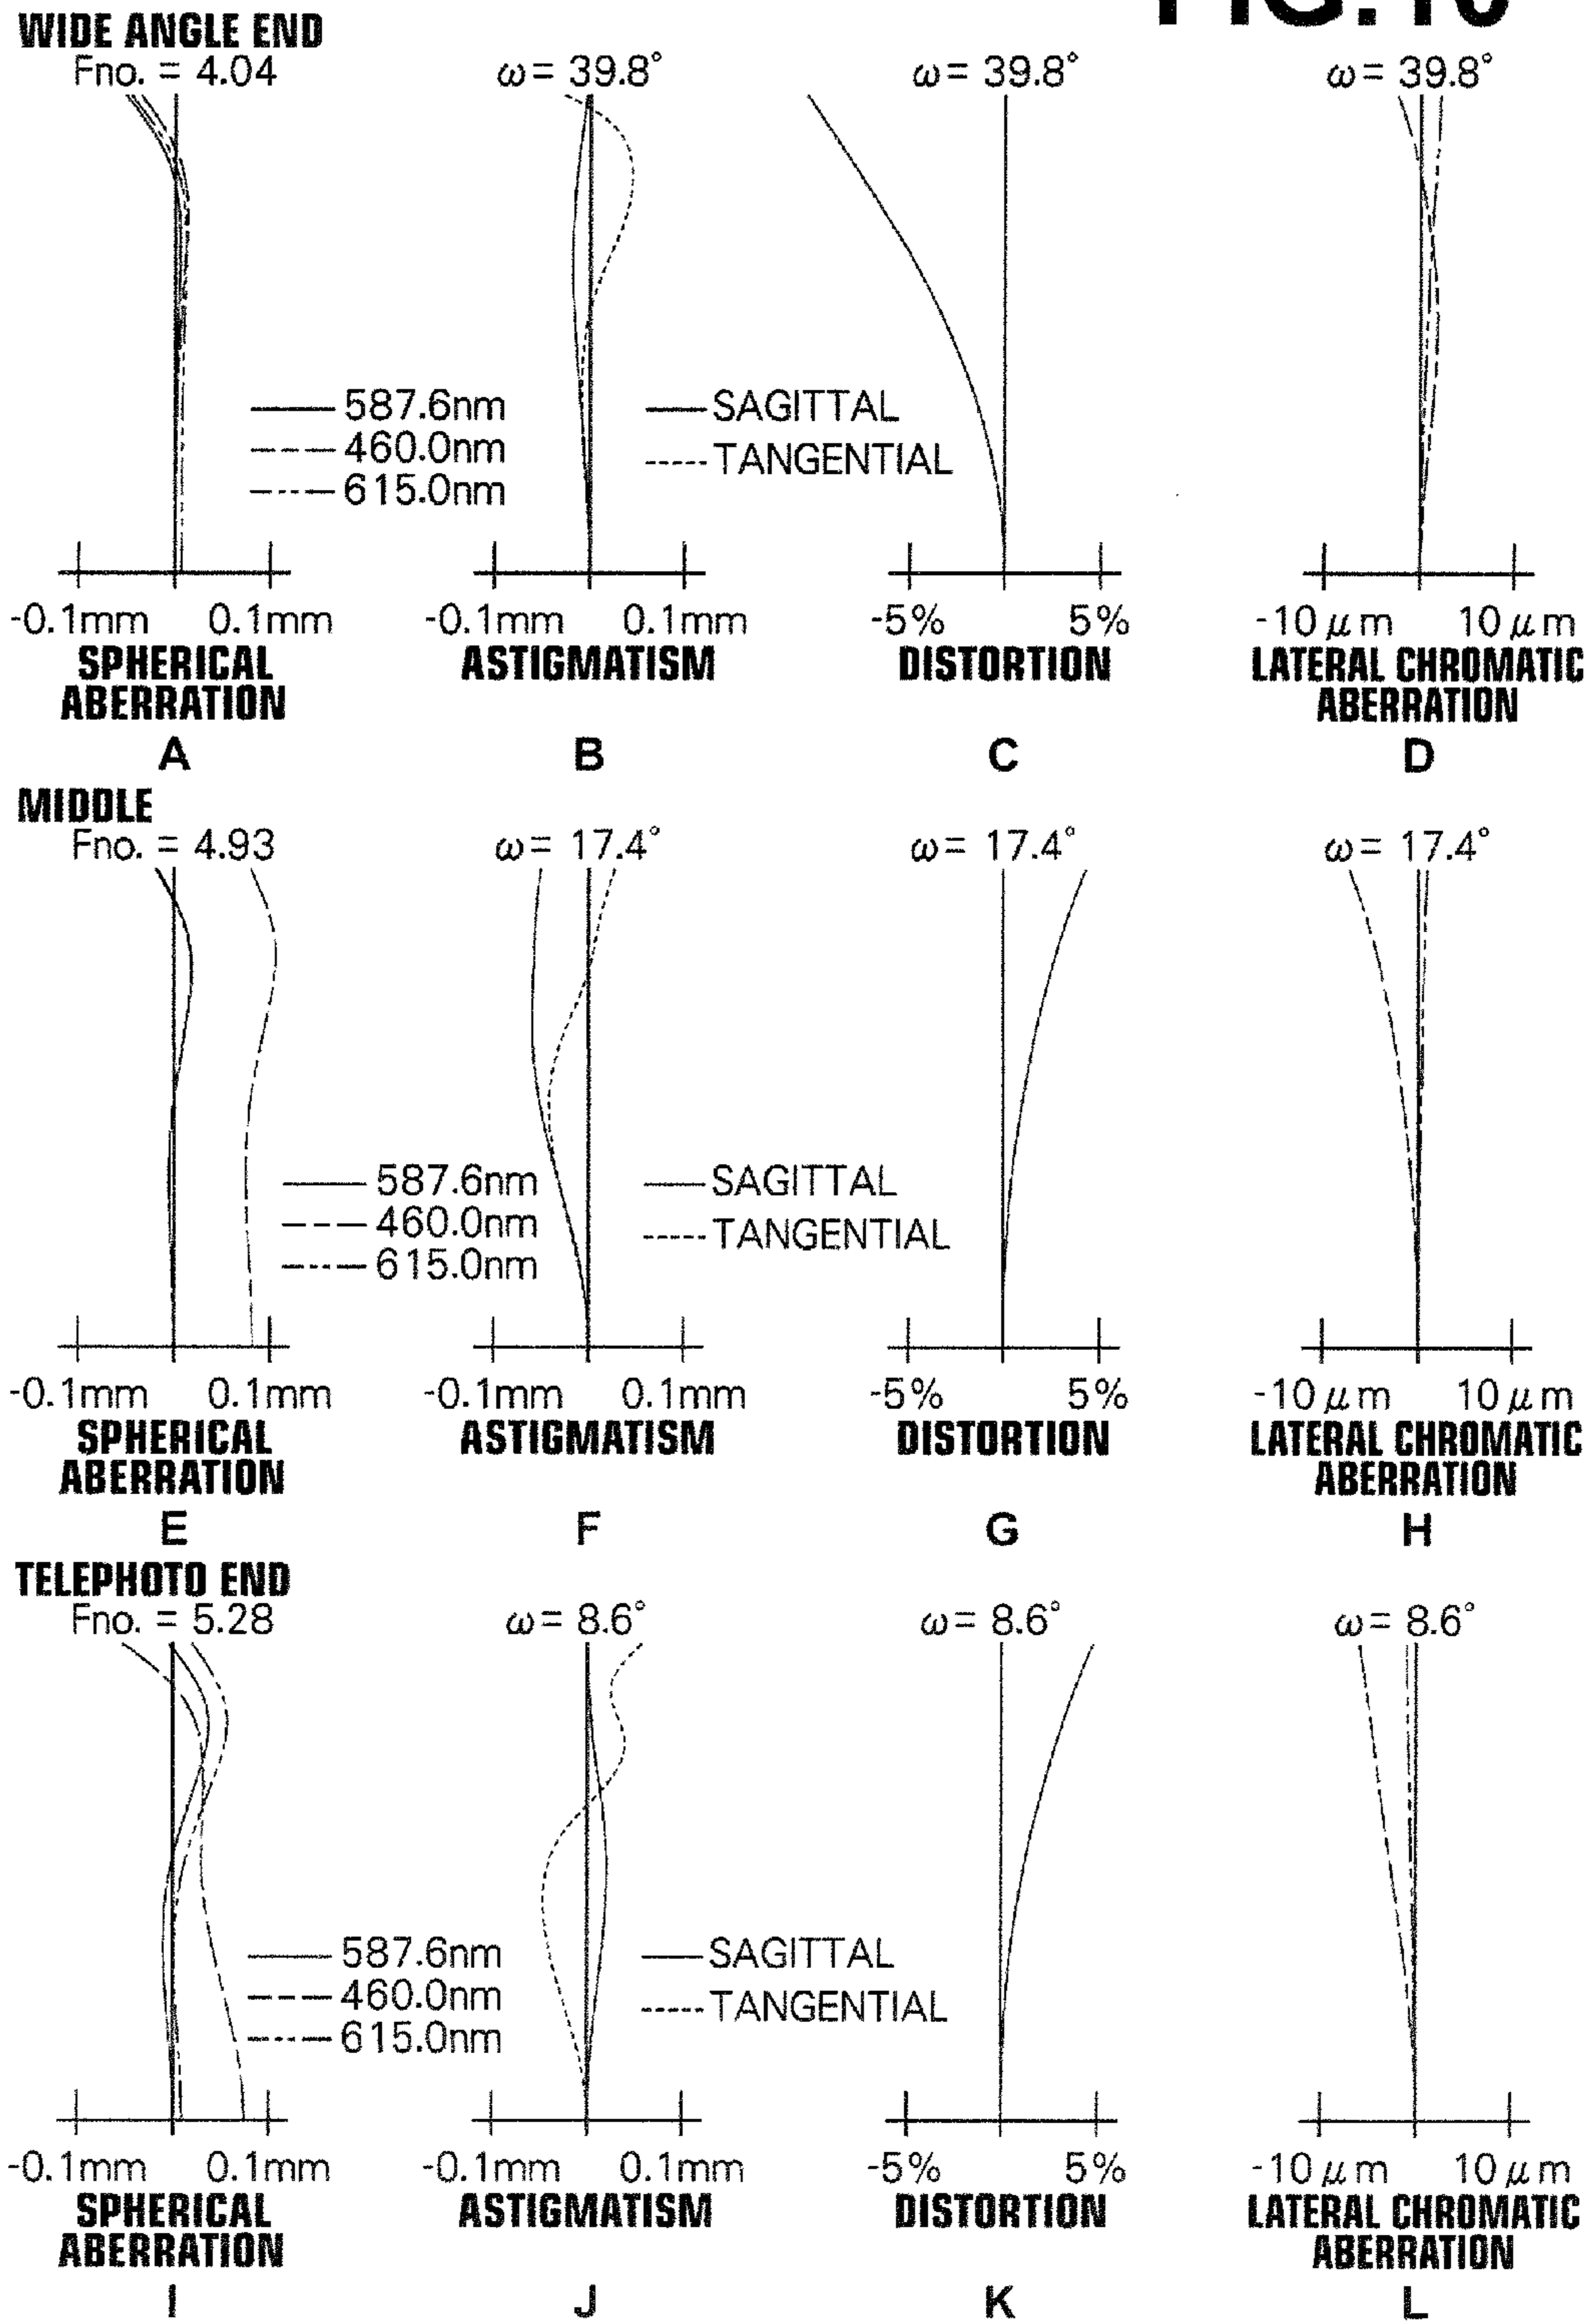 WIDE ANGLE END
Fno. = 4.04
ω= 39.8°
ω= 39.8°
ω= 39.8°
587.6nm
460.0nm
615.0nm
SAGITTAL
TANGENTIAL
-0.1mm 0.1mm
-0.1mm 0.1mm
-5% 5%
-10μm 10μm
SPHERICAL
ABERRATION
ASTIGMATISM
DISTORTION
LATERAL CHROMATIC
ABERRATION
A
B
C
D
MIDDLE
Fno. = 4.93
ω= 17.4°
ω= 17.4°
ω= 17.4°
587.6nm
460.0nm
615.0nm
SAGITTAL
TANGENTIAL
-0.1mm 0.1mm
-0.1mm 0.1mm
-5% 5%
-10μm 10μm
SPHERICAL
ABERRATION
ASTIGMATISM
DISTORTION
LATERAL CHROMATIC
ABERRATION
E
F
G
H
TELEPHOTO END
Fno. = 5.28
ω= 8.6°
ω= 8.6°
ω= 8.6°
587.6nm
460.0nm
615.0nm
SAGITTAL
TANGENTIAL
-0.1mm 0.1mm
-0.1mm 0.1mm
-5% 5%
-10μm 10μm
SPHERICAL
ABERRATION
ASTIGMATISM
DISTORTION
LATERAL CHROMATIC
ABERRATION
I
J
K
L